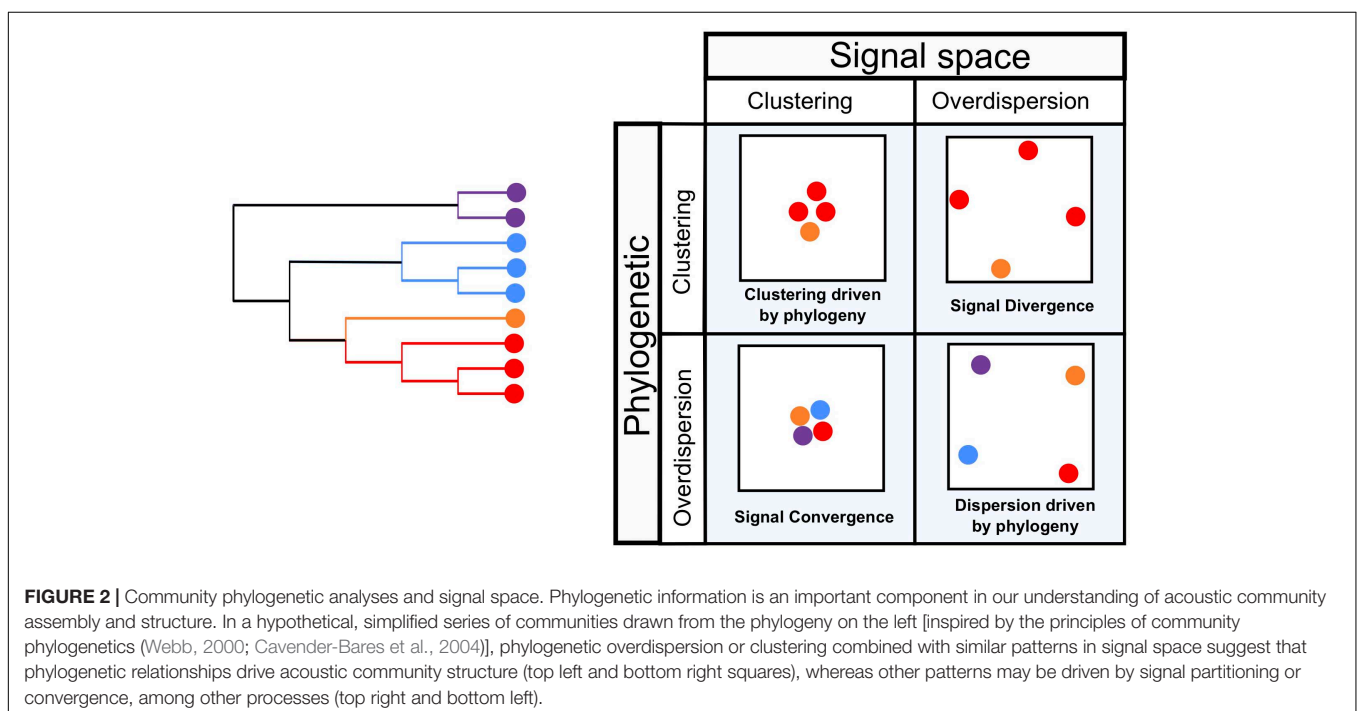 Signal space
Clustering
Overdispersion
Phylogenetic
Clustering
Clustering driven
by phylogeny
Signal Divergence
Overdispersion
Signal Convergence
Dispersion driven
by phylogeny
FIGURE 2 | Community phylogenetic analyses and signal space. Phylogenetic information is an important component in our understanding of acoustic community
assembly and structure. In a hypothetical, simplified series of communities drawn from the phylogeny on the left [inspired by the principles of community
phylogenetics (Webb, 2000; Cavender-Bares et al., 2004)], phylogenetic overdispersion or clustering combined with similar patterns in signal space suggest that
phylogenetic relationships drive acoustic community structure (top left and bottom right squares), whereas other patterns may be driven by signal partitioning or
convergence, among other processes (top right and bottom left).